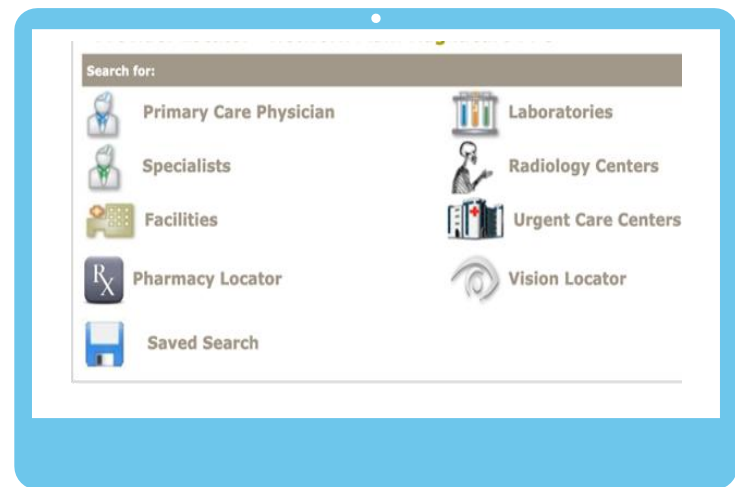 Search for:
Primary Care Physician
Laboratories
Specialists
Radiology Centers
Facilities
Urgent Care Centers
Rx
Pharmacy Locator
Vision Locator
Saved Search